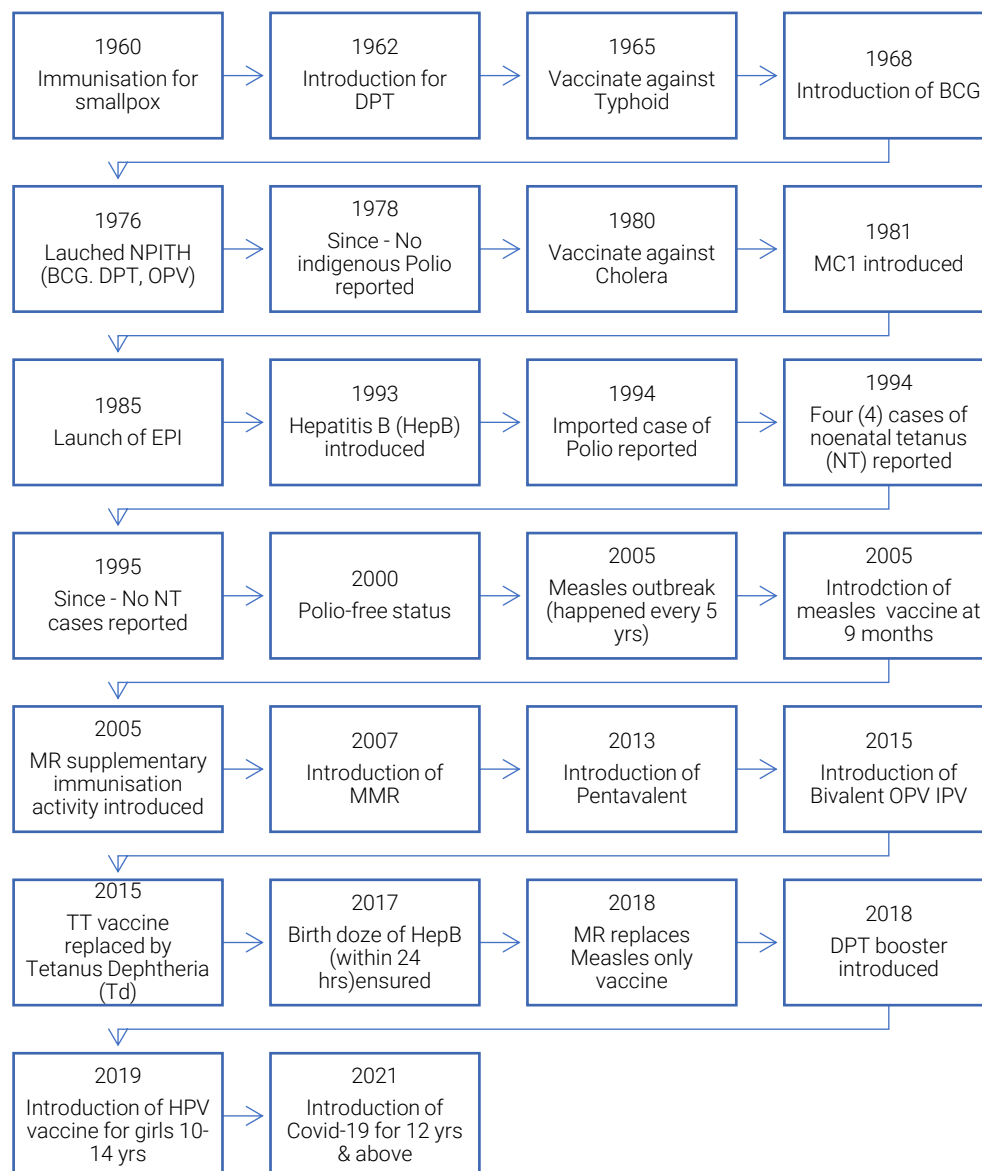 1960
Immunisation for
smallpox
1962
Introduction for
DPT
1965
Vaccinate against
Typhoid
1968
Introduction of BCG
1976
Lauched NPITH
(BCG. DPT, OPV)
1978
Since - No
indigenous Polio
reported
1980
Vaccinate against
Cholera
1981
MC1 introduced
1985
Launch of EPI
1993
Hepatitis B (HepB)
introduced
1994
Imported case of
Polio reported
1994
Four (4) cases of
noenatal tetanus
(NT) reported
1995
Since - No NT
cases reported
2000
Polio-free status
2005
Measles outbreak
(happened every 5
yrs)
2005
Introdction of
measles vaccine at
9 months
2005
MR supplementary
immunisation
activity introduced
2007
Introduction of
MMR
2013
Introduction of
Pentavalent
2015
Introduction of
Bivalent OPV IPV
2015
TT vaccine
replaced by
Tetanus Dephtheria
(Td)
2017
Birth doze of HepB
(within 24
hrs)ensured
2018
MR replaces
Measles only
vaccine
2018
DPT booster
introduced
2019
Introduction of HPV
vaccine for girls 10-
14 yrs
2021
Introduction of
Covid-19 for 12 yrs
& above